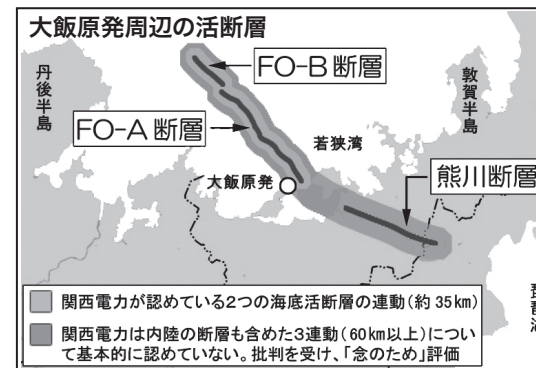 大飯原発周辺の活断層
丹後半島
FO-B断層
敦賀半島
FO-A断層
若狭湾
大飯原発
熊川断層
関西電力が認めている2つの海底活断層の連動(約35km)
関西電力は内陸の断層も含めた3連動(60km以上)につい
て基本的に認めていない。批判を受け、「念のため」評価